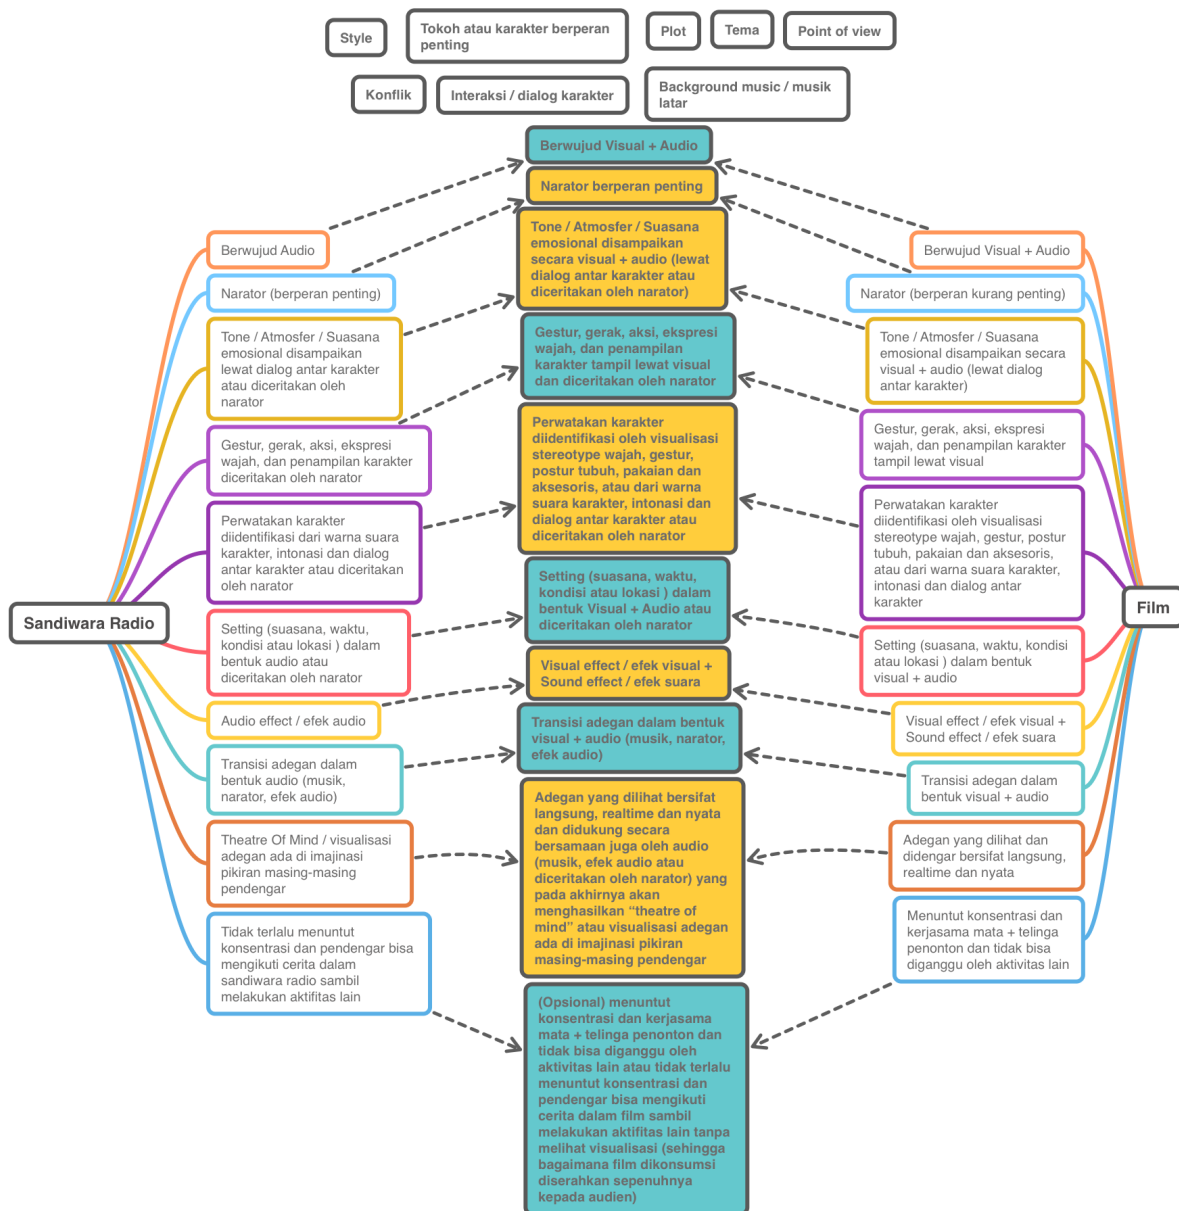 Style
Tokoh atau karakter berperan
penting
Plot
Tema
Point of view
Konflik
Interaksi / dialog karakter
Background music / musik
latar
Sandiwara Radio
Berwujud Audio
Narator (berperan penting)
Tone / Atmosfer / Suasana
emosional disampaikan
lewat dialog antar karakter
atau diceritakan oleh
narator
Gestur, gerak, aksi, ekspresi
wajah, dan penampilan karakter
diceritakan oleh narator
Perwatakan karakter
diidentifikasi dari warna suara
karakter, intonasi dan dialog
antar karakter atau diceritakan
oleh narator
Setting (suasana, waktu,
kondisi atau lokasi ) dalam
bentuk audio atau
diceritakan oleh narator
Audio effect / efek audio
Transisi adegan dalam
bentuk audio (musik,
narator, efek audio)
Theatre Of Mind / visualisasi
adegan ada di imajinasi
pikiran masing-masing
pendengar
Tidak terlalu menuntut
konsentrasi dan pendengar bisa
mengikuti cerita dalam
sandiwara radio sambil
melakukan aktifitas lain
Berwujud Visual + Audio
Narator berperan penting
Tone / Atmosfer / Suasana
emosional disampaikan
secara visual + audio (lewat
dialog antar karakter atau
diceritakan oleh narator)
Gestur, gerak, aksi, ekspresi
wajah, dan penampilan
karakter tampil lewat visual
dan diceritakan oleh narator
Perwatakan karakter
diidentifikasi oleh visualisasi
stereotype wajah, gestur,
postur tubuh, pakaian dan
aksesoris, atau dari warna
suara karakter, intonasi dan
dialog antar karakter atau
diceritakan oleh narator
Setting (suasana, waktu,
kondisi atau lokasi ) dalam
bentuk Visual + Audio atau
diceritakan oleh narator
Visual effect / efek visual +
Sound effect / efek suara
Transisi adegan dalam bentuk
visual + audio (musik, narator,
efek audio)
Adegan yang dilihat bersifat
langsung, realtime dan nyata
dan didukung secara
bersamaan juga oleh audio
(musik, efek audio atau
diceritakan oleh narator) yang
pada akhirnya akan
menghasilkan “theatre of
mind” atau visualisasi adegan
ada di imajinasi pikiran
masing-masing pendengar
(Opsional) menuntut
konsentrasi dan kerjasama
mata + telinga penonton dan
tidak bisa diganggu oleh
aktivitas lain atau tidak terlalu
menuntut konsentrasi dan
pendengar bisa mengikuti
cerita dalam film sambil
melakukan aktifitas lain tanpa
melihat visualisasi (sehingga
bagaimana film dikonsumsi
diserahkan sepenuhnya
kepada audien)
Berwujud Visual + Audio
Narator (berperan kurang penting)
Tone / Atmosfer / Suasana
emosional disampaikan secara
visual + audio (lewat dialog
antar karakter)
Gestur, gerak, aksi, ekspresi
wajah, dan penampilan karakter
tampil lewat visual
Perwatakan karakter
diidentifikasi oleh visualisasi
stereotype wajah, gestur, postur
tubuh, pakaian dan aksesoris,
atau dari warna suara karakter,
intonasi dan dialog antar
karakter
Setting (suasana, waktu, kondisi
atau lokasi ) dalam bentuk
visual + audio
Visual effect / efek visual +
Sound effect / efek suara
Transisi adegan dalam
bentuk visual + audio
Adegan yang dilihat dan
didengar bersifat langsung,
realtime dan nyata
Menuntut konsentrasi dan
kerjasama mata + telinga
penonton dan tidak bisa
diganggu oleh aktivitas lain
Film